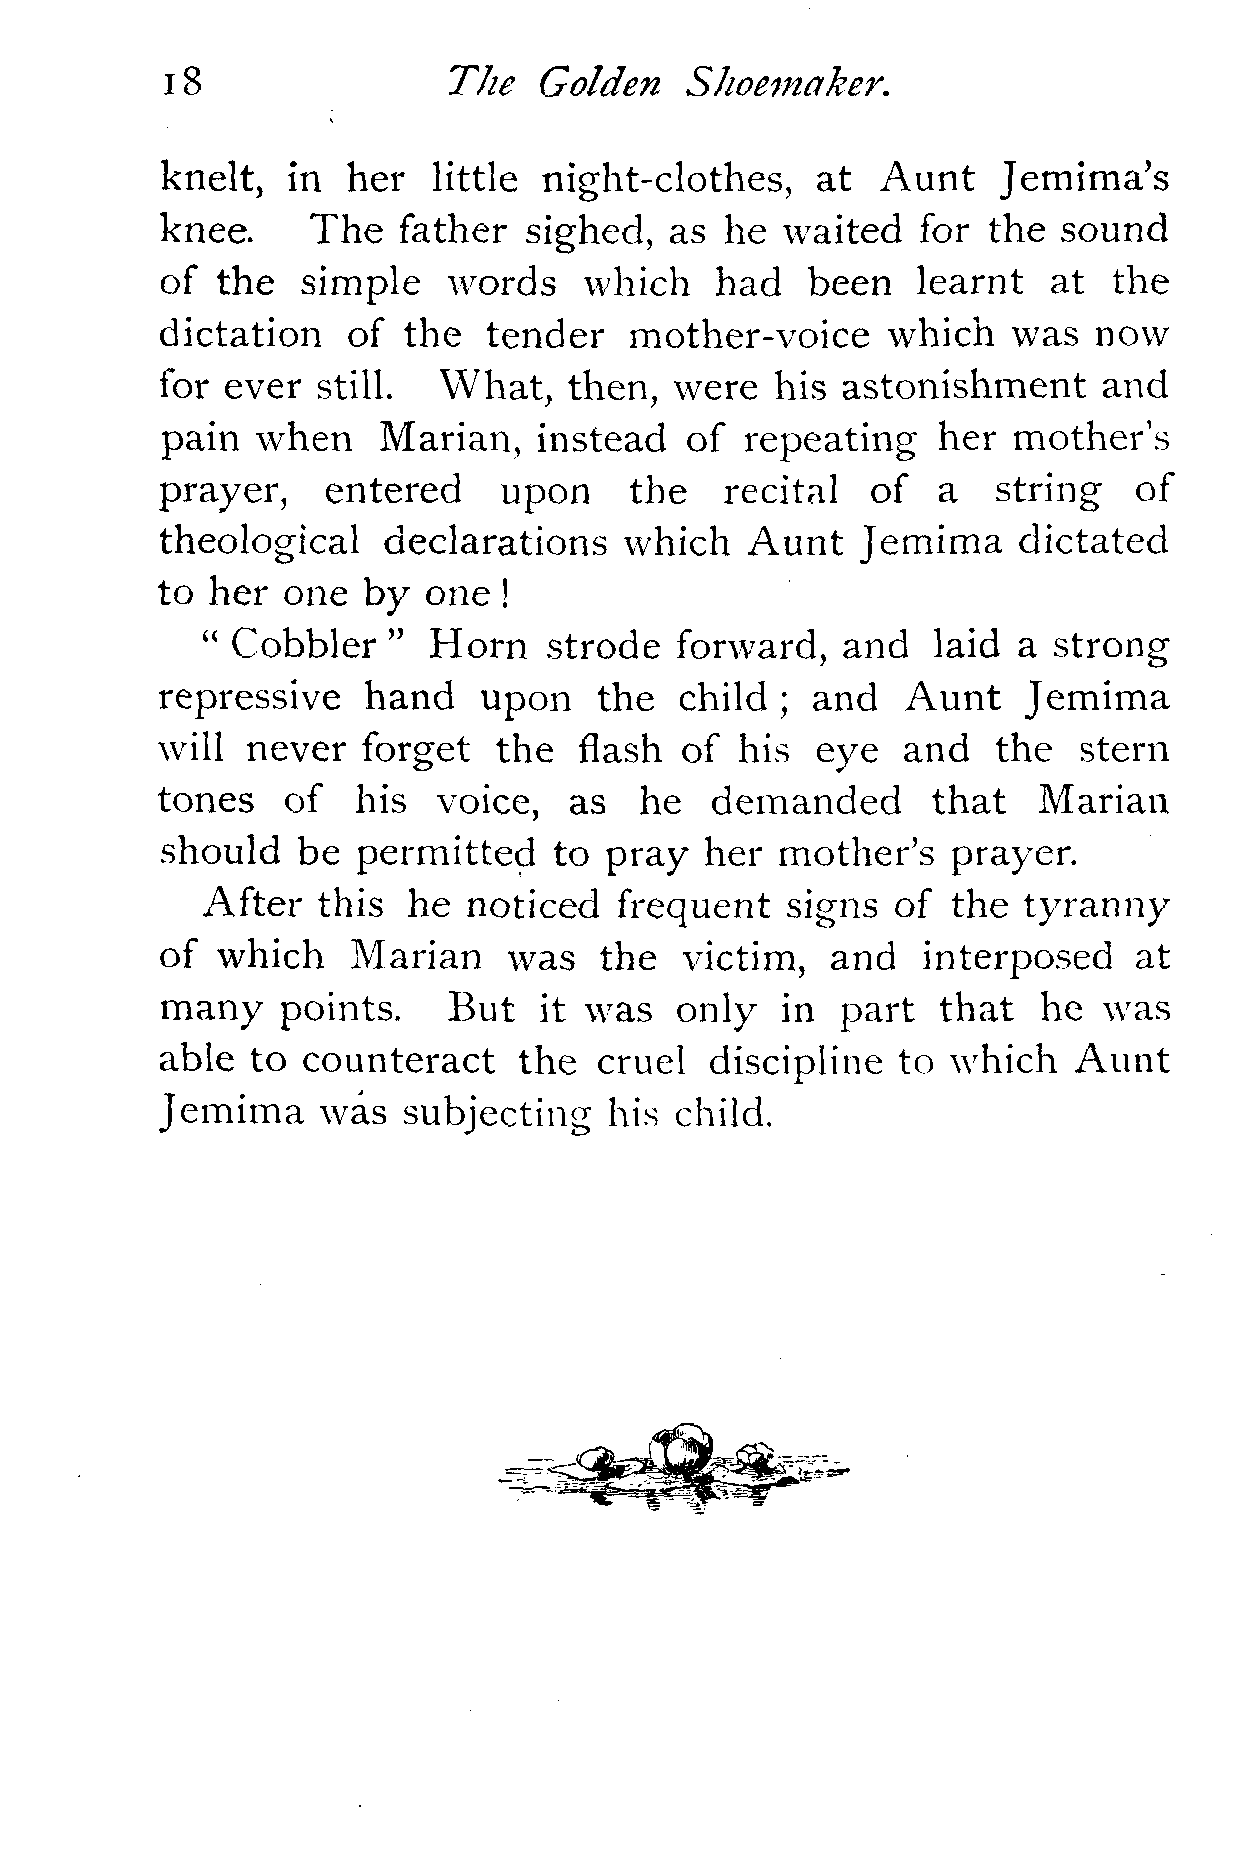 18 The Golden Shoemaker.
knelt, in her little night-clothes, at Aunt Jemima's
knee. The father sighed, as he waited for the sound
of the simple words which had been learnt at the
dictation of the tender mother-voice which was now
for ever still. What, then, were his astonishment and
pain when Marian, instead of repeating her mother's
prayer, entered upon the recital of a string of
theological declarations which Aunt Jemima dictated
to her one by one !
“ Cobbler ” Horn strode forward, and laid a strong
repressive hand upon the child ; and Aunt Jemima
will never forget the flash of his eye and the stern
tones of his voice, as he demanded that Marian
should be permitted to pray her mother's prayer.
After this he noticed frequent signs of the tyranny
of which Marian was the victim, and interposed at
many points. But it was only in part that he was
able to counteract the cruel discipline to which Aunt
Jemima was subjecting his child.